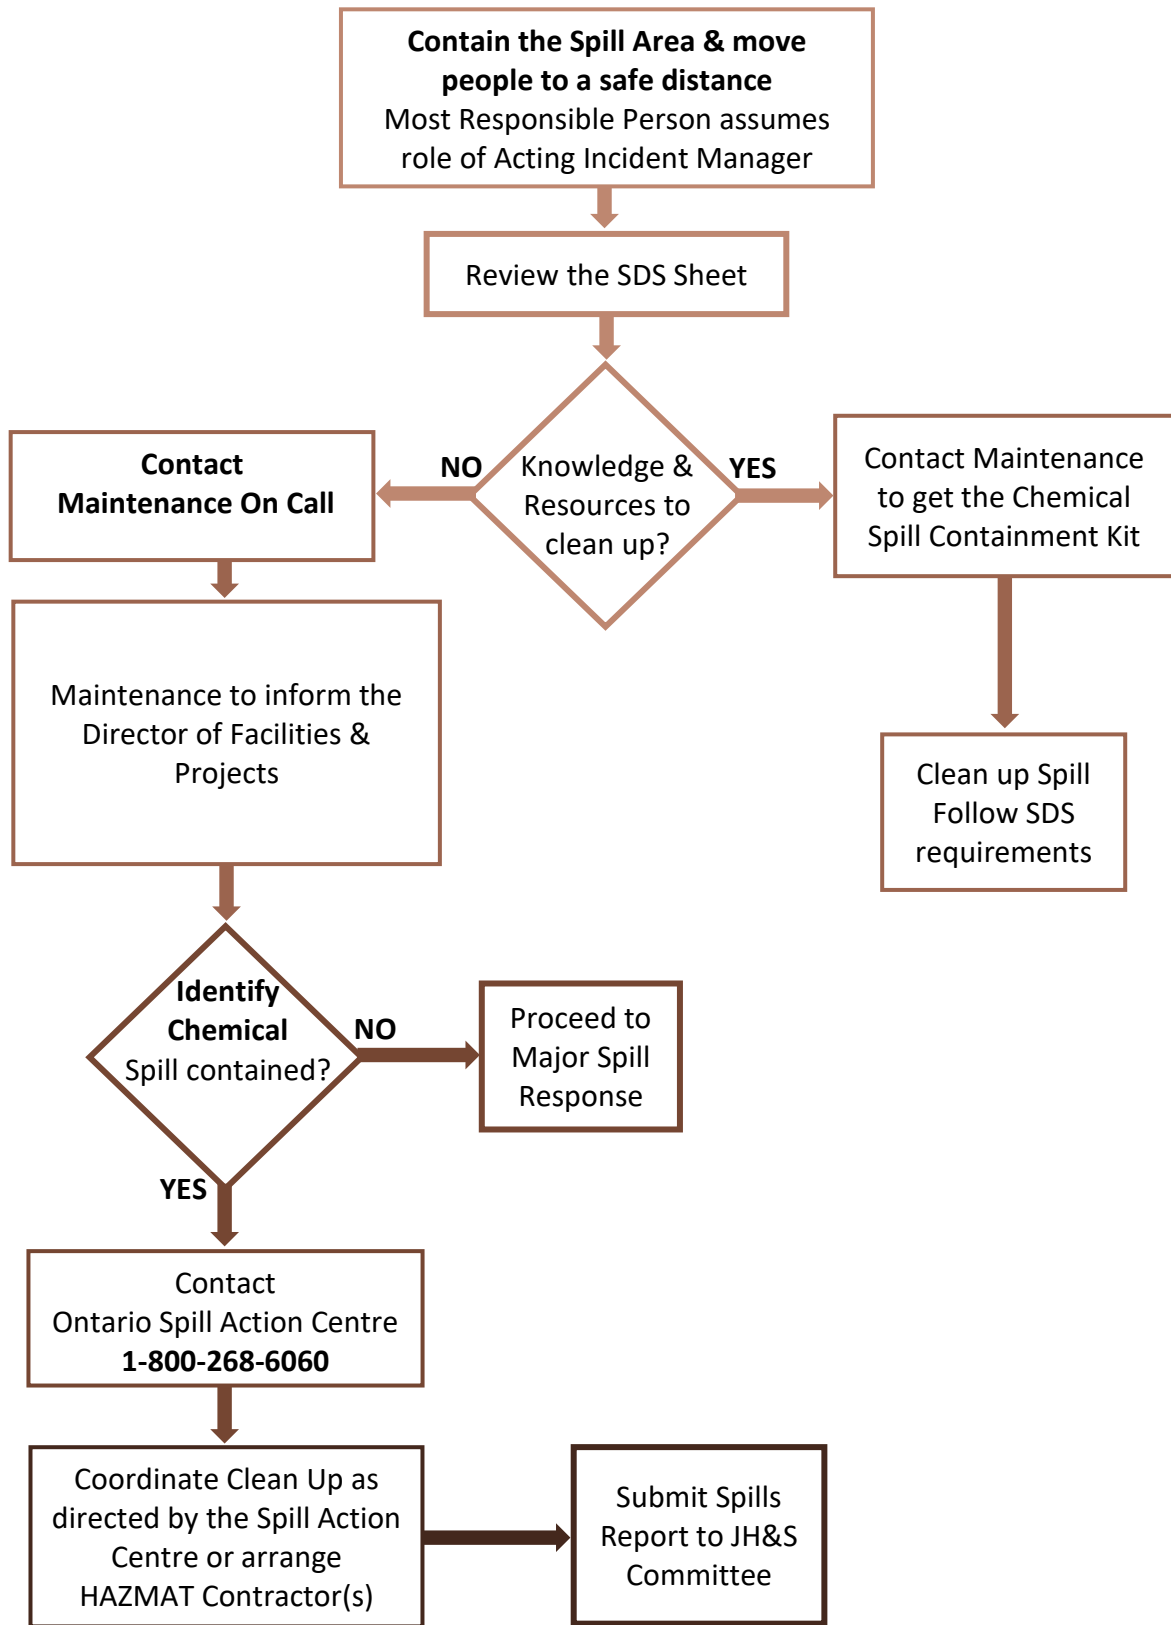 Contain the Spill Area & move
people to a safe distance
Most Responsible Person assumes
role of Acting Incident Manager
Review the SDS Sheet
Knowledge &
Resources to
clean up?
NO
YES
Contact
Maintenance On Call
Contact Maintenance
to get the Chemical
Spill Containment Kit
Maintenance to inform the
Director of Facilities &
Projects
Clean up Spill
Follow SDS
requirements
Identify
Chemical
Spill contained?
NO
Proceed to
Major Spill
Response
YES
Contact
Ontario Spill Action Centre
1-800-268-6060
Coordinate Clean Up as
directed by the Spill Action
Centre or arrange
HAZMAT Contractor(s)
Submit Spills
Report to JH&S
Committee